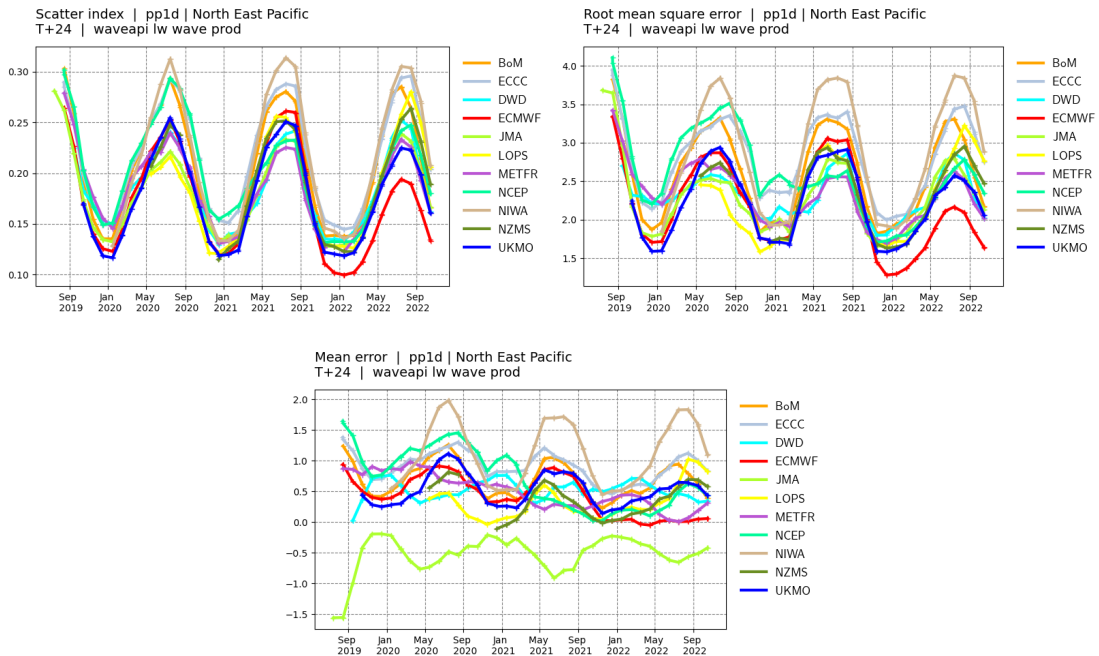 Scatter index | pp1d | North East Pacific
T+24 | waveapi lw wave prod
0.30
0.25
0.20
0.15
0.10
Sep Jan May Sep Jan May Sep Jan May Sep
2019 2020 2020 2020 2021 2021 2021 2022 2022 2022
BoM
ECCC
DWD
ECMWF
JMA
LOPS
METFR
NCEP
NIWA
NZMS
UKMO
Root mean square error | pp1d | North East Pacific
T+24 | waveapi lw wave prod
4.0
3.5
3.0
2.5
2.0
1.5
Sep Jan May Sep Jan May Sep Jan May Sep
2019 2020 2020 2020 2021 2021 2021 2022 2022 2022
BoM
ECCC
DWD
ECMWF
JMA
LOPS
METFR
NCEP
NIWA
NZMS
UKMO
Mean error | pp1d | North East Pacific
T+24 | waveapi lw wave prod
2.0
1.5
1.0
0.5
0.0
−0.5
−1.0
−1.5
Sep Jan May Sep Jan May Sep Jan May Sep
2019 2020 2020 2020 2021 2021 2021 2022 2022 2022
BoM
ECCC
DWD
ECMWF
JMA
LOPS
METFR
NCEP
NIWA
NZMS
UKMO